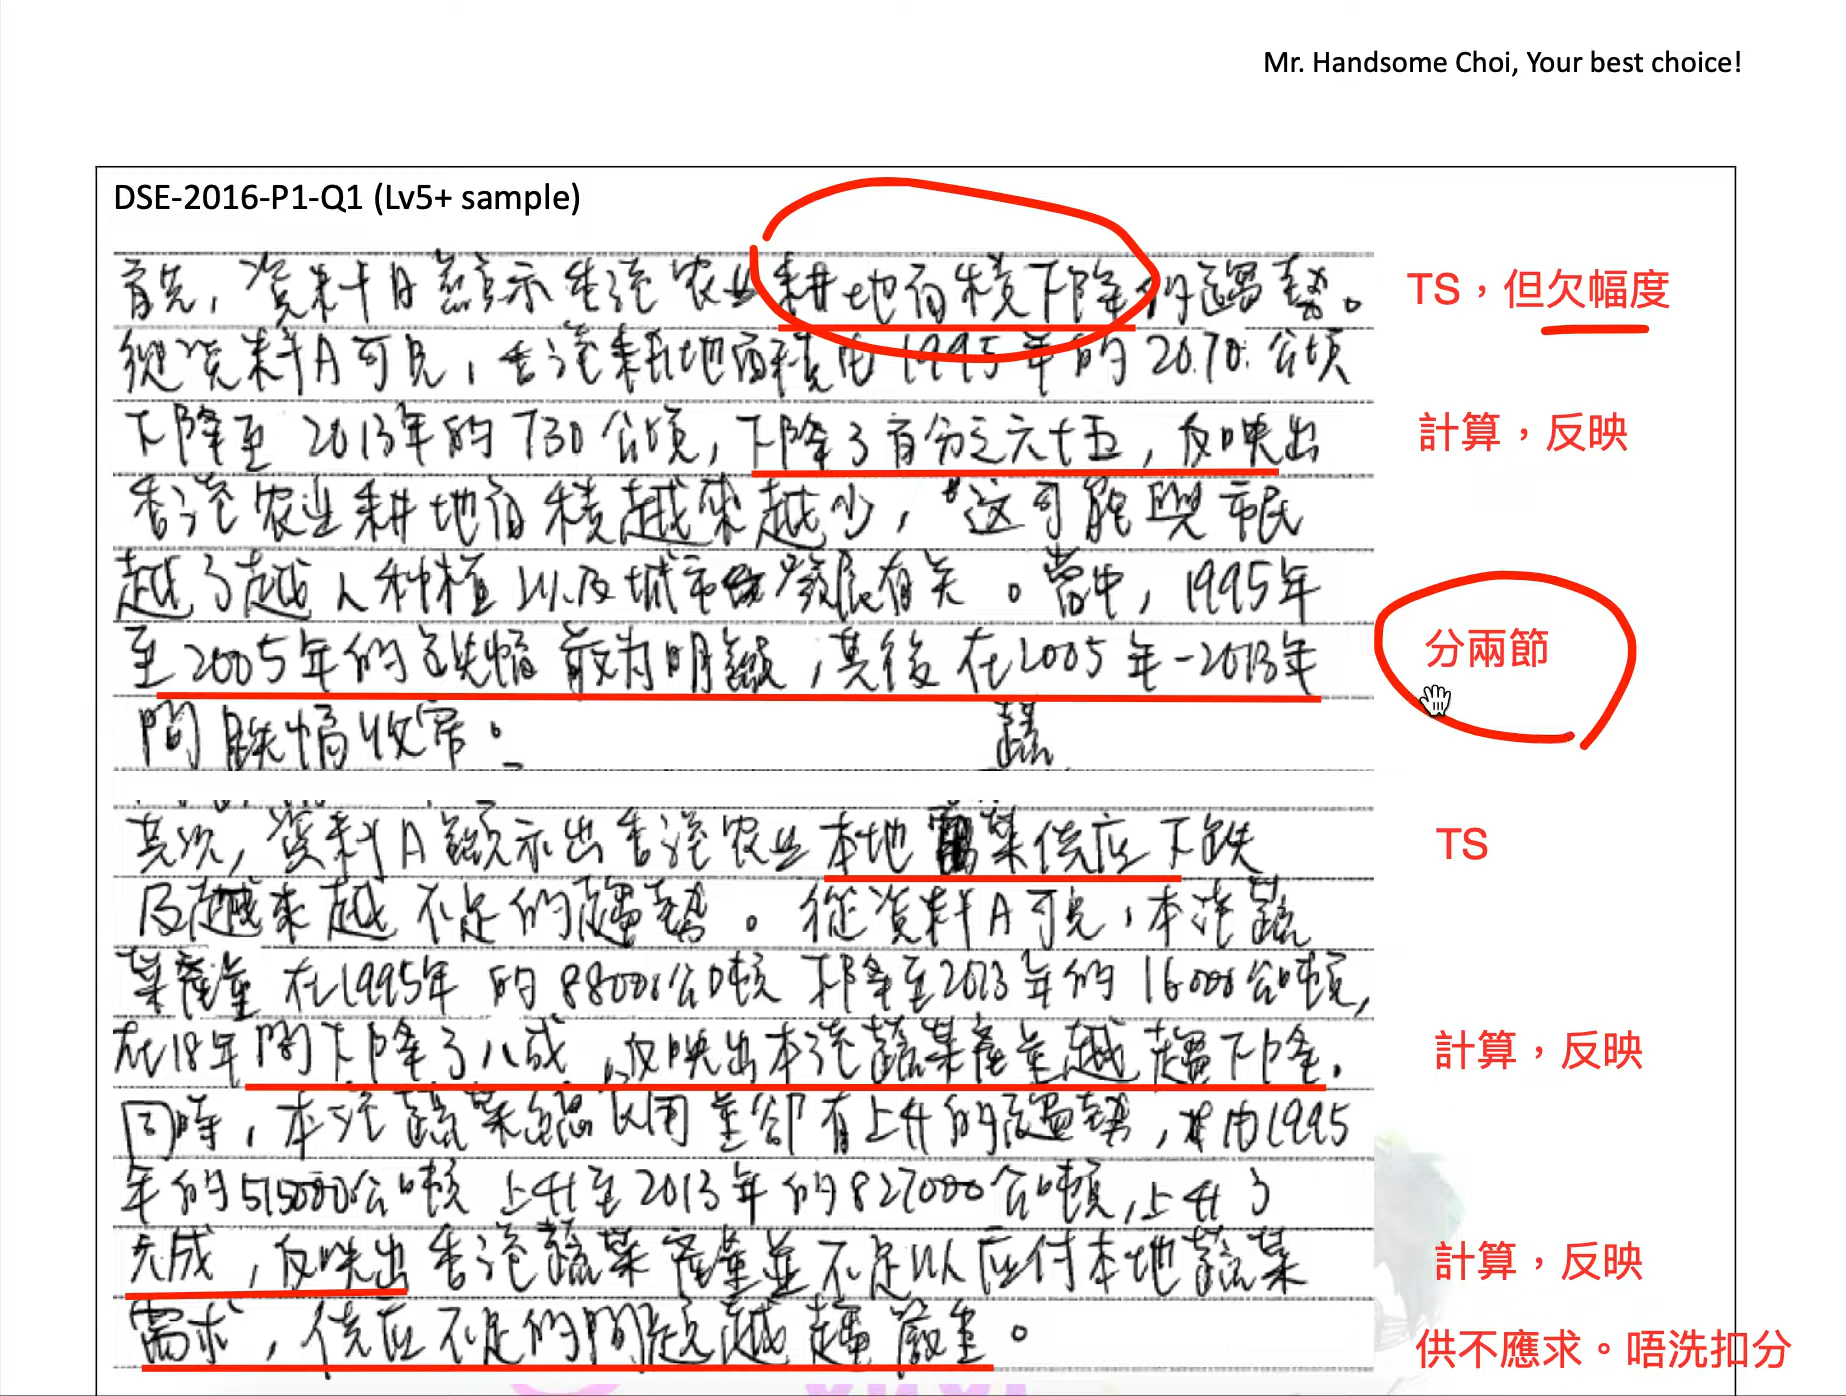 Mr. Handsome Choi, Your best choice!
DSE-2016-P1-Q1 (Lv5+ sample)
首先，資料A顯示香港农业耕地面積下降的趨勢。
TS，但欠幅度
從資料A可見，香港耕地面積由1995年的2070公頃
下降至2013年的730公頃，下降了百分之六十五，反映出
計算，反映
香港农业耕地面積越來越少，這可能與市民
越了越人种植以及城市發展有关。當中，1995年
至2005年的跌幅最为明顯，其後在2005年-2013年
分兩節
間跌幅收窄。
蔬
其次，資料A顯示出香港农业本地菜供应下跌
TS
及越來越不足的趨勢。從資料A可見，本港蔬
菜產量在1995年的88000公吨下降至2013年的16000公噸，
在18年間下降了八成，反映出本港蔬菜產量越趨下降。
計算，反映
同時，本港蔬菜總食用量卻有上升的趨勢，由1995
年的515000公噸上升至2013年的827000公噸，上升了
六成，反映出香港蔬菜產量並不足以应付本地蔬菜
計算，反映
需求，供应不足的問題越趨嚴重。
供不應求。唔洗扣分